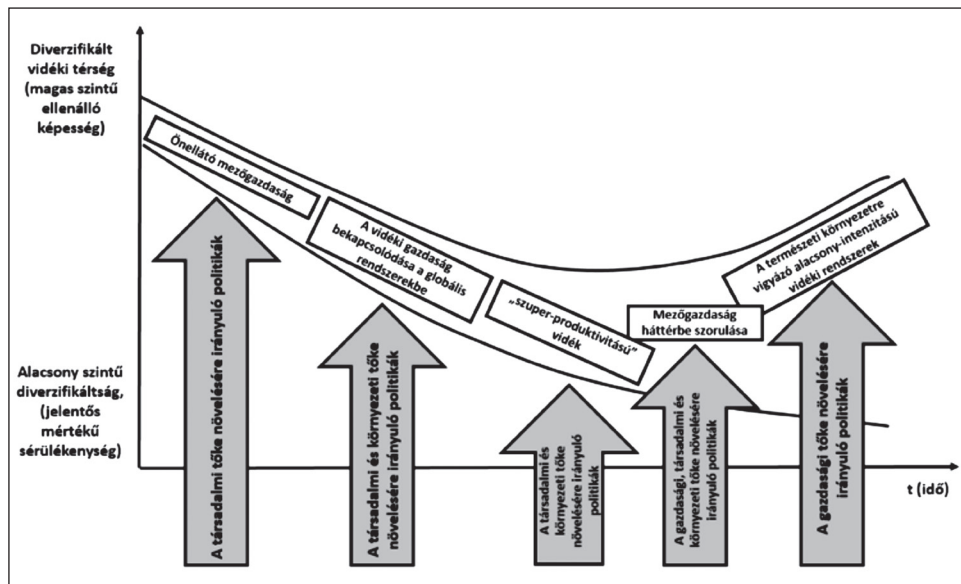 Diverzifikált
vidéki térség
(magas szintű
ellenálló
képesség)
Önellátó mezőgazdaság
A vidéki gazdaság
bekapcsolódása a globális
rendszerekbe
„szuper-produktivitású”
vidék
Mezőgazdaság
háttérbe szorulása
A természeti környezetre
vigyázó alacsony-intenzitású
vidéki rendszerek
Alacsony szintű
diverzifikáltság,
(jelentős
mértékű
sérülékenység)
A társadalmi tőke növelésére irányuló politikák
A társadalmi és környezeti tőke
növelésére irányuló politikák
A társadalmi és
környezeti tőke
növelésére irányuló
politikák
A gazdasági, társadalmi és
környezeti tőke növelésére
irányuló politikák
A gazdasági tőke növelésére
irányuló politikák
t (idő)